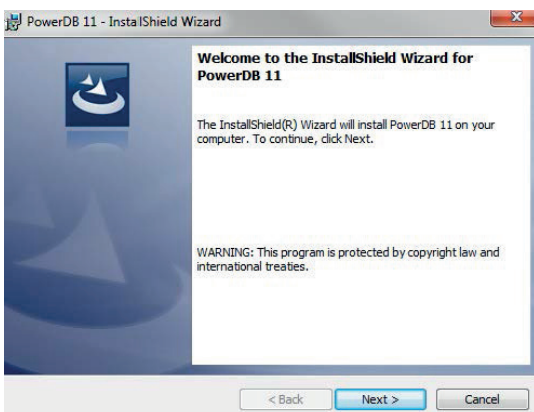 PowerDB 11 - InstallShield Wizard
Welcome to the InstallShield Wizard for
PowerDB 11
The InstallShield(R) Wizard will install PowerDB 11 on your
computer. To continue, click Next.
WARNING: This program is protected by copyright law and
international treaties.
< Back Next > Cancel